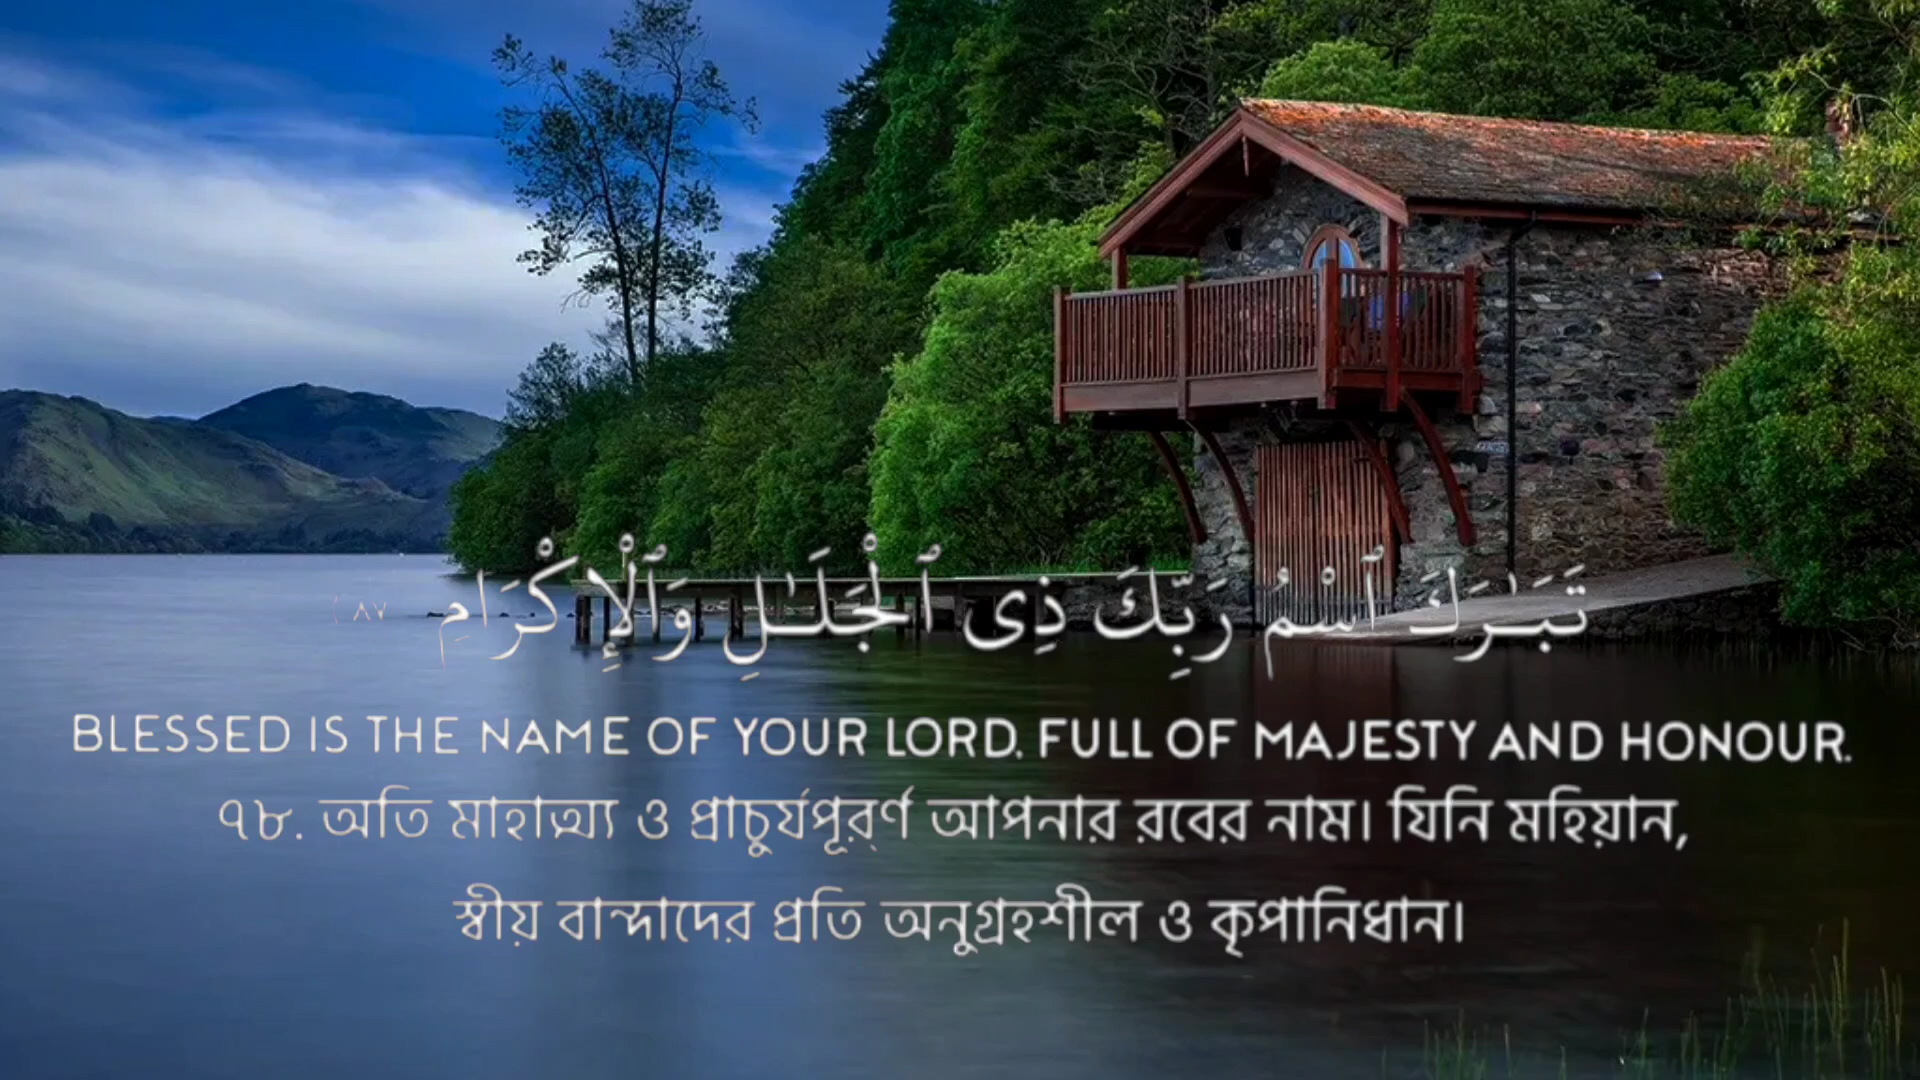 تَبَـٰرَكَ ٱسْمُ رَبِّكَ ذِى ٱلْجَلَـٰلِ وَٱلْإِكْرَامِ ٨٧
BLESSED IS THE NAME OF YOUR LORD, FULL OF MAJESTY AND HONOUR.
৭৮. অতি মাহাত্ম্য ও প্রাচুর্যপূর্ণ আপনার রবের নাম। যিনি মহিয়ান,
স্বীয় বান্দাদের প্রতি অনুগ্রহশীল ও কৃপানিধান।